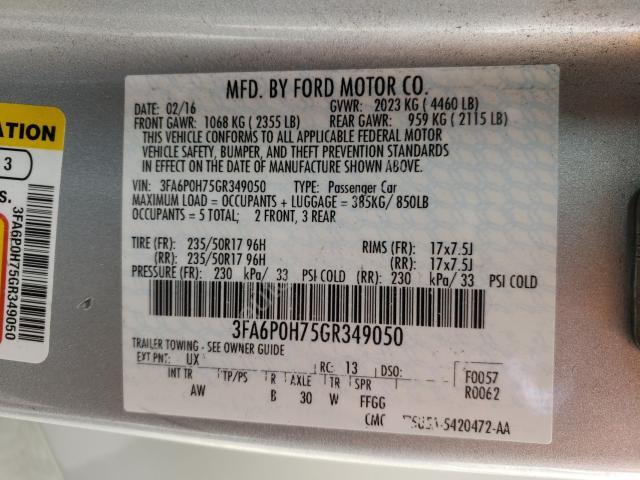 MFD. BY FORD MOTOR CO.
DATE: 02/16 GVWR: 2023 KG ( 4460 LB)
FRONT GAWR: 1068 KG ( 2355 LB) REAR GAWR: 959 KG ( 2115 LB)
THIS VEHICLE CONFORMS TO ALL APPLICABLE FEDERAL MOTOR
VEHICLE SAFETY, BUMPER, AND THEFT PREVENTION STANDARDS
IN EFFECT ON THE DATE OF MANUFACTURE SHOWN ABOVE.
VIN: 3FA6P0H75GR349050 TYPE: Passenger Car
MAXIMUM LOAD = OCCUPANTS + LUGGAGE = 385KG/ 850LB
OCCUPANTS = 5 TOTAL; 2 FRONT, 3 REAR
TIRE (FR): 235/50R17 96H RIMS (FR): 17x7.5J
(RR): 235/50R17 96H (RR): 17x7.5J
PRESSURE (FR): 230 kPa/ 33 PSI COLD (RR): 230 kPa/ 33 PSI COLD
3FA6P0H75GR349050
TRAILER TOWING - SEE OWNER GUIDE
EXT PNT: UX RC: 13 DSO: F0057
R0062
INT TR TP/PS R AXLE TR SPR
AW B 30 W FFGG
CMC 5420472-AA
ATION
3
S.
3FA6P0H75GR349050